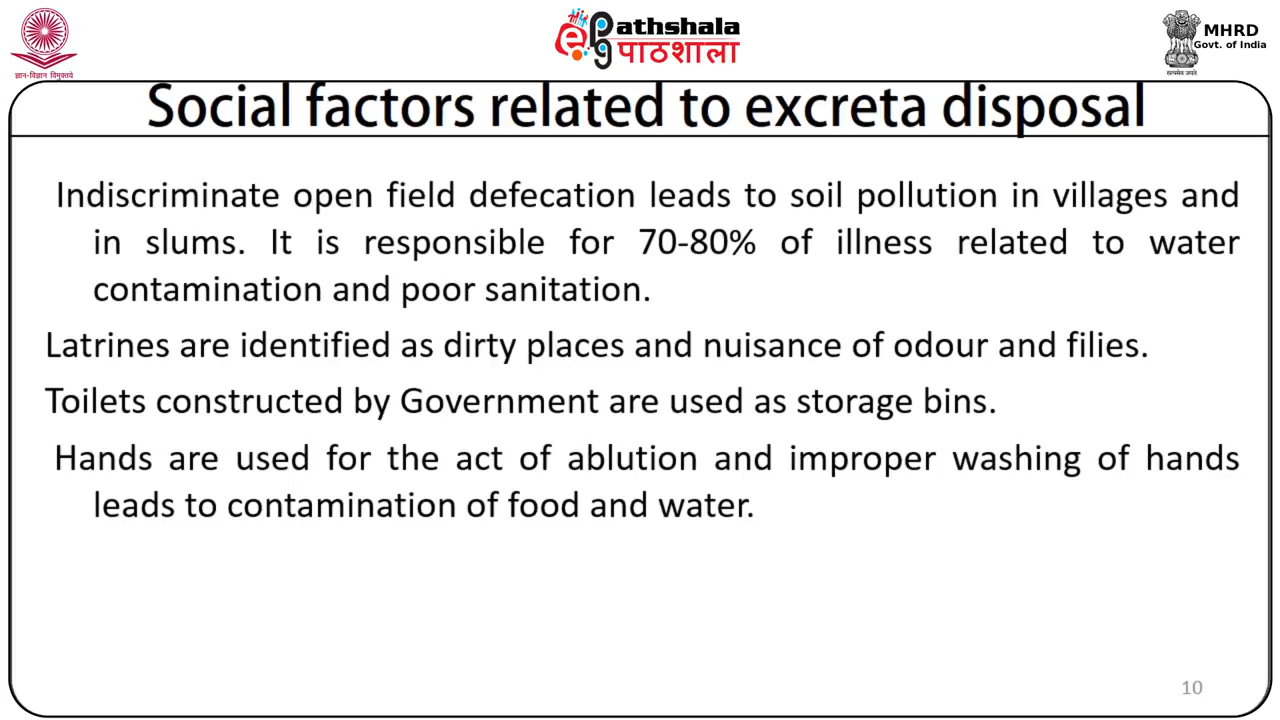 ज्ञान-विज्ञान विमुक्तये
ePathshala
पाठशाला
MHRD
Govt. of India
सत्यमेव जयते
Social factors related to excreta disposal
Indiscriminate open field defecation leads to soil pollution in villages and
in slums. It is responsible for 70-80% of illness related to water
contamination and poor sanitation.
Latrines are identified as dirty places and nuisance of odour and filies.
Toilets constructed by Government are used as storage bins.
Hands are used for the act of ablution and improper washing of hands
leads to contamination of food and water.
10